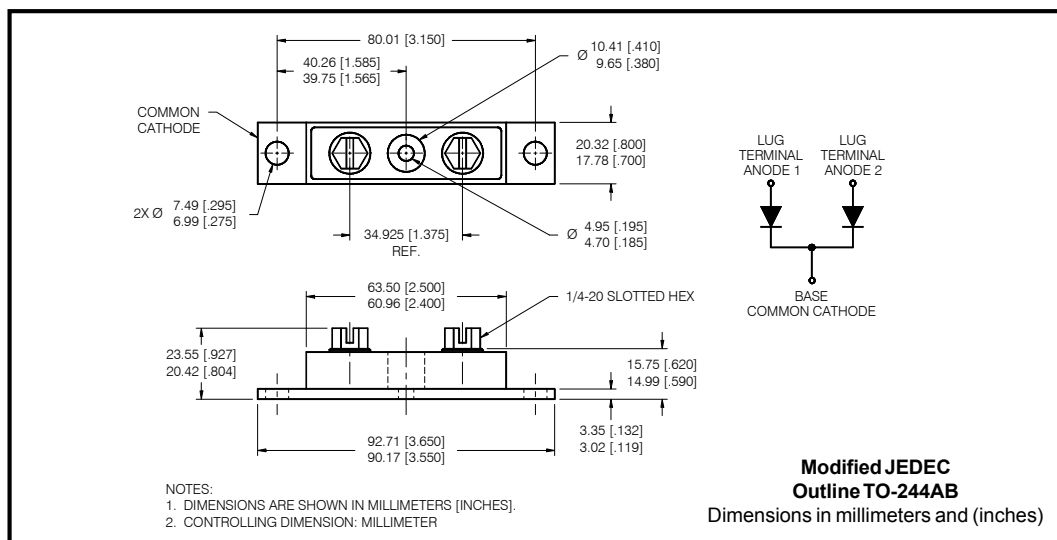 80.01 [3.150]
40.26 [1.585]
39.75 [1.565]
Ø 10.41 [.410]
9.65 [.380]
COMMON
CATHODE
20.32 [.800]
17.78 [.700]
2X Ø 7.49 [.295]
6.99 [.275]
34.925 [1.375]
REF.
Ø 4.95 [.195]
4.70 [.185]
LUG
TERMINAL
ANODE 1
LUG
TERMINAL
ANODE 2
BASE
COMMON CATHODE
63.50 [2.500]
60.96 [2.400]
1/4-20 SLOTTED HEX
23.55 [.927]
20.42 [.804]
15.75 [.620]
14.99 [.590]
3.35 [.132]
3.02 [.119]
92.71 [3.650]
90.17 [3.550]
NOTES:
1. DIMENSIONS ARE SHOWN IN MILLIMETERS [INCHES].
2. CONTROLLING DIMENSION: MILLIMETER
Modified JEDEC
Outline TO-244AB
Dimensions in millimeters and (inches)